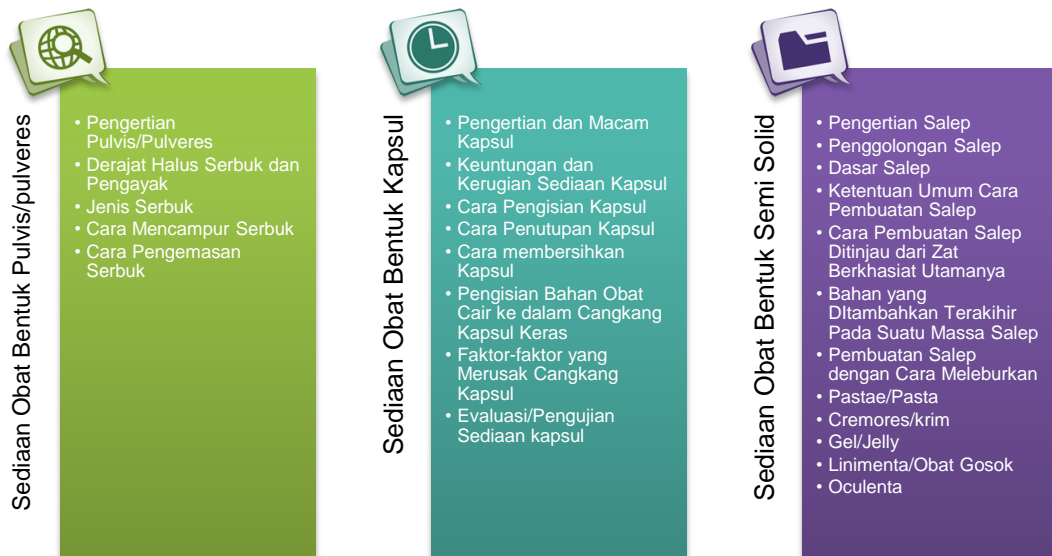 Sediaan Obat Bentuk Pulvis/pulveres
• Pengertian
Pulvis/Pulveres
• Derajat Halus Serbuk dan
Pengayak
• Jenis Serbuk
• Cara Mencampur Serbuk
• Cara Pengemasan
Serbuk
Sediaan Obat Bentuk Kapsul
• Pengertian dan Macam
Kapsul
• Keuntungan dan
Kerugian Sediaan Kapsul
• Cara Pengisian Kapsul
• Cara Penutupan Kapsul
• Cara membersihkan
Kapsul
• Pengisian Bahan Obat
Cair ke dalam Cangkang
Kapsul Keras
• Faktor-faktor yang
Merusak Cangkang
Kapsul
• Evaluasi/Pengujian
Sediaan kapsul
Sediaan Obat Bentuk Semi Solid
• Pengertian Salep
• Penggolongan Salep
• Dasar Salep
• Ketentuan Umum Cara
Pembuatan Salep
• Cara Pembuatan Salep
Ditinjau dari Zat
Berkhasiat Utamanya
• Bahan yang
DItambahkan Terakihir
Pada Suatu Massa Salep
• Pembuatan Salep
dengan Cara Meleburkan
• Pastae/Pasta
• Cremores/krim
• Gel/Jelly
• Linimenta/Obat Gosok
• Oculenta